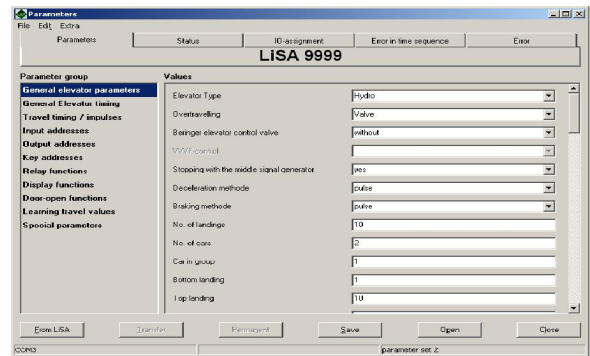 Parameters
File Edit Extra
Parameters Status IO-assignment Error in time sequence Error
LiSA 9999
Parameter group Values
General elevator parameters
General Elevator timing
Travel timing / impulses
Input addresses
Output addresses
Key addresses
Relay functions
Display functions
Door-open functions
Learning travel values
Special parameters
Elevator Type Hydro
Overtravelling Valve
Beringer elevator control valve without
VVVF-control
Stopping with the middle signal generator yes
Deceleration methode pulse
Braking methode pulse
No. of landings 10
No. of cars 2
Car in group 1
Bottom landing 1
Top landing 10
From LiSA Transfer Permanent Save Open Close
COM3 parameter set 2